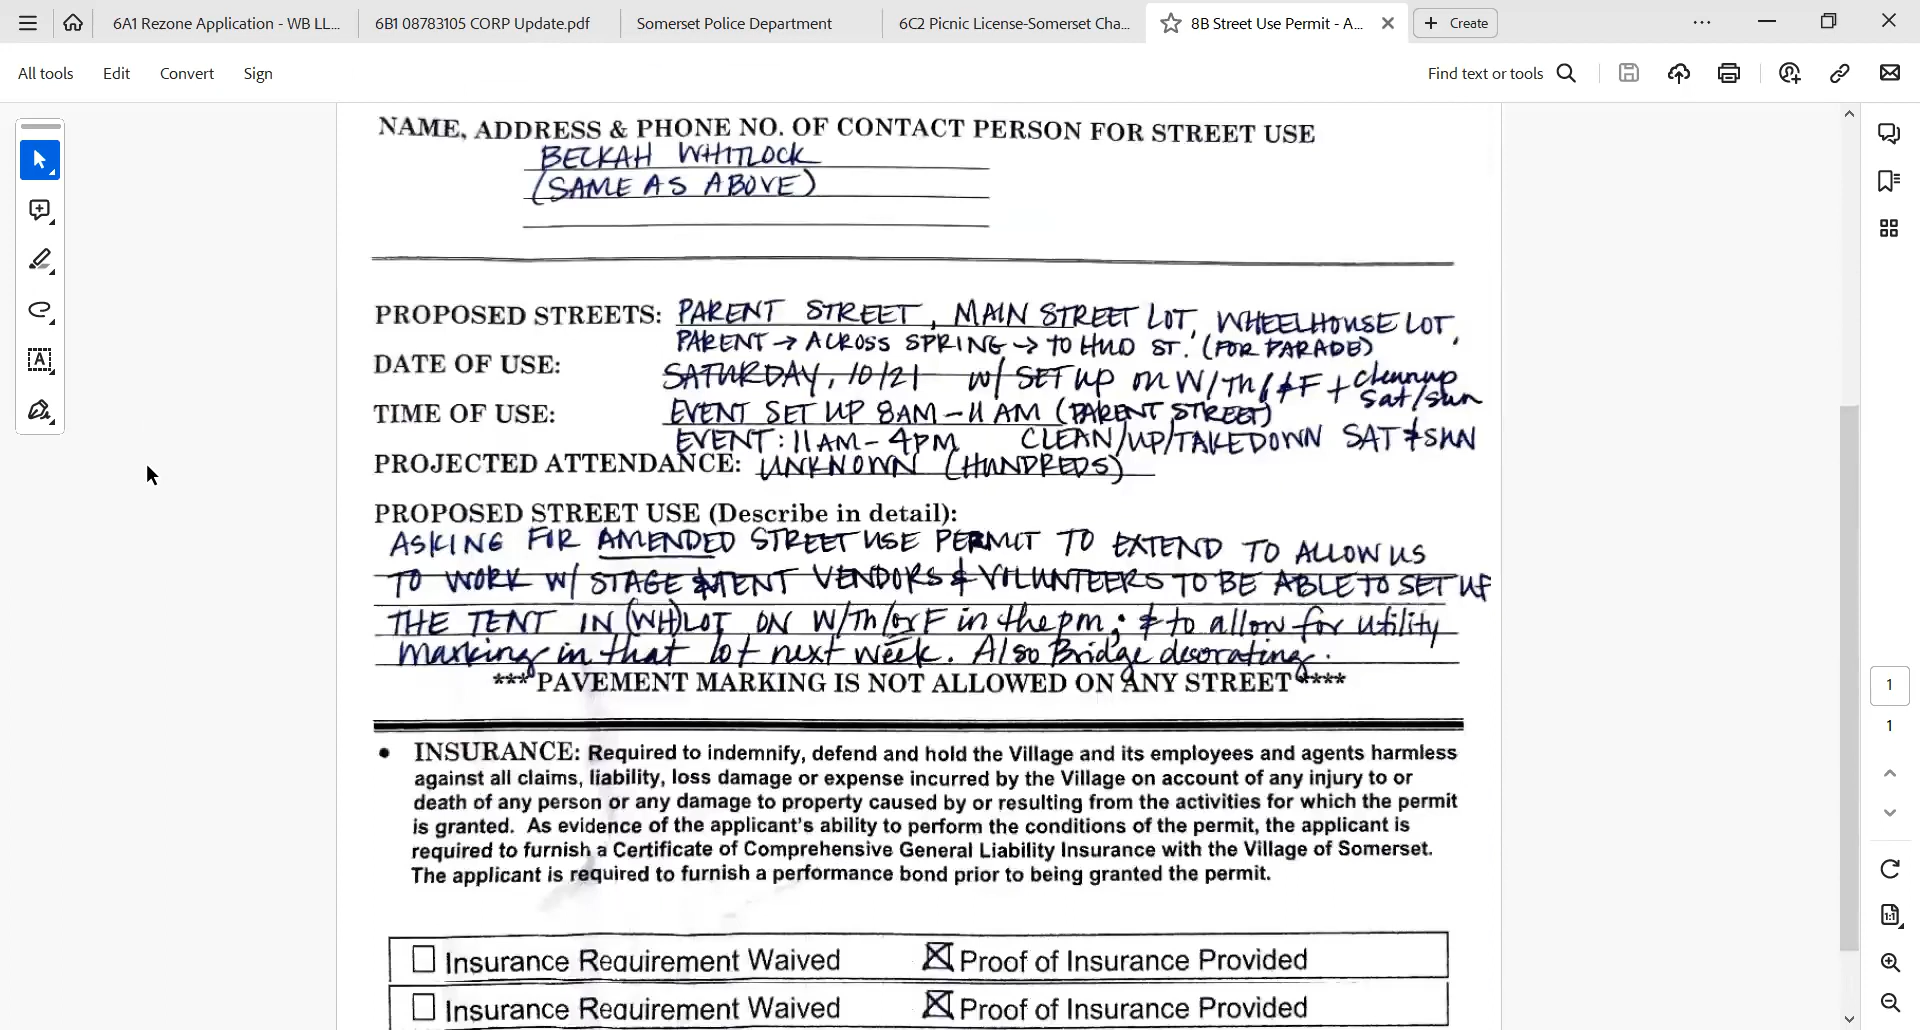 6A1 Rezone Application - WB LL...
6B1 08783105 CORP Update.pdf
Somerset Police Department
6C2 Picnic License-Somerset Cha...
8B Street Use Permit - A...
Create
All tools
Edit
Convert
Sign
Find text or tools
NAME, ADDRESS & PHONE NO. OF CONTACT PERSON FOR STREET USE
BECKAH WHITLOCK
(SAME AS ABOVE)
PROPOSED STREETS: PARENT STREET, MAIN STREET LOT, WHEELHOUSE LOT,
PARENT → ACROSS SPRING → TO HUD ST. (FOR PARADE)
DATE OF USE: SATURDAY, 10/21 W/ SET UP ON W/Th/&F + cleanup
Sat/sun
TIME OF USE: EVENT SET UP 8AM-11AM (PARENT STREET)
EVENT: 11AM-4PM CLEAN/UP/TAKEDOWN SAT & SUN
PROJECTED ATTENDANCE: UNKNOWN (HUNDREDS)
PROPOSED STREET USE (Describe in detail):
ASKING FOR AMENDED STREET USE PERMIT TO EXTEND TO ALLOW US
TO WORK W/ STAGE & TENT VENDORS & VOLUNTEERS TO BE ABLE TO SET UP
THE TENT IN (WH) LOT ON W/Th/or F in the pm; & to allow for utility
marking in that lot next week. Also Bridge decorating.
*** PAVEMENT MARKING IS NOT ALLOWED ON ANY STREET ****
• INSURANCE: Required to indemnify, defend and hold the Village and its employees and agents harmless
against all claims, liability, loss damage or expense incurred by the Village on account of any injury to or
death of any person or any damage to property caused by or resulting from the activities for which the permit
is granted. As evidence of the applicant's ability to perform the conditions of the permit, the applicant is
required to furnish a Certificate of Comprehensive General Liability Insurance with the Village of Somerset.
The applicant is required to furnish a performance bond prior to being granted the permit.
Insurance Requirement Waived
Proof of Insurance Provided
Insurance Requirement Waived
Proof of Insurance Provided
1
1